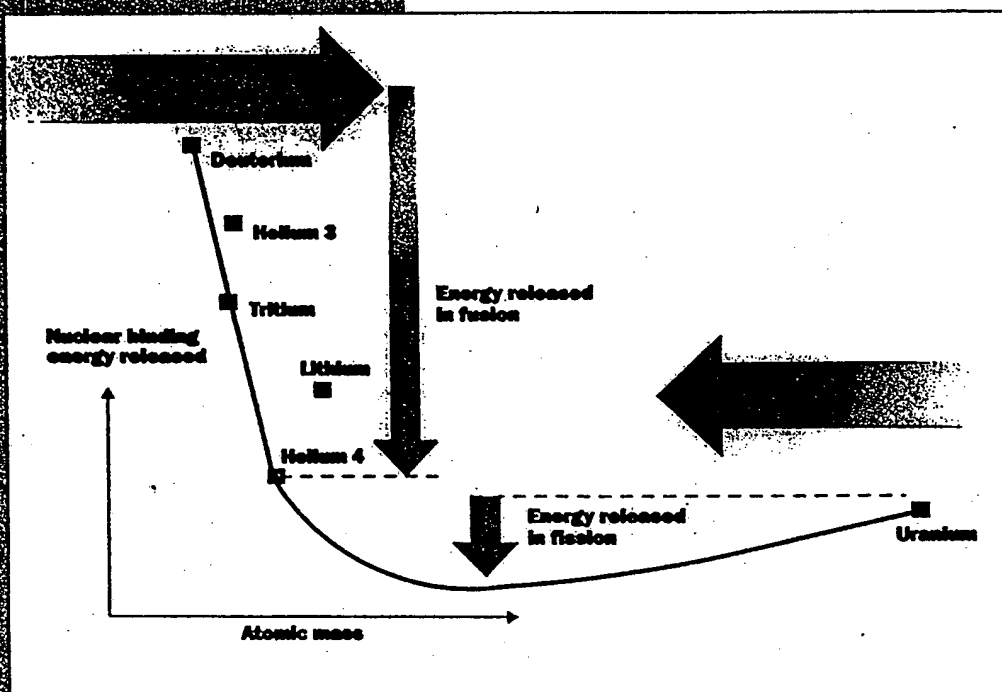 Deuterium
Helium 3
Tritium
Energy released
in fusion
Nuclear binding
energy released
Lithium
Helium 4
Energy released
in fission
Uranium
Atomic mass